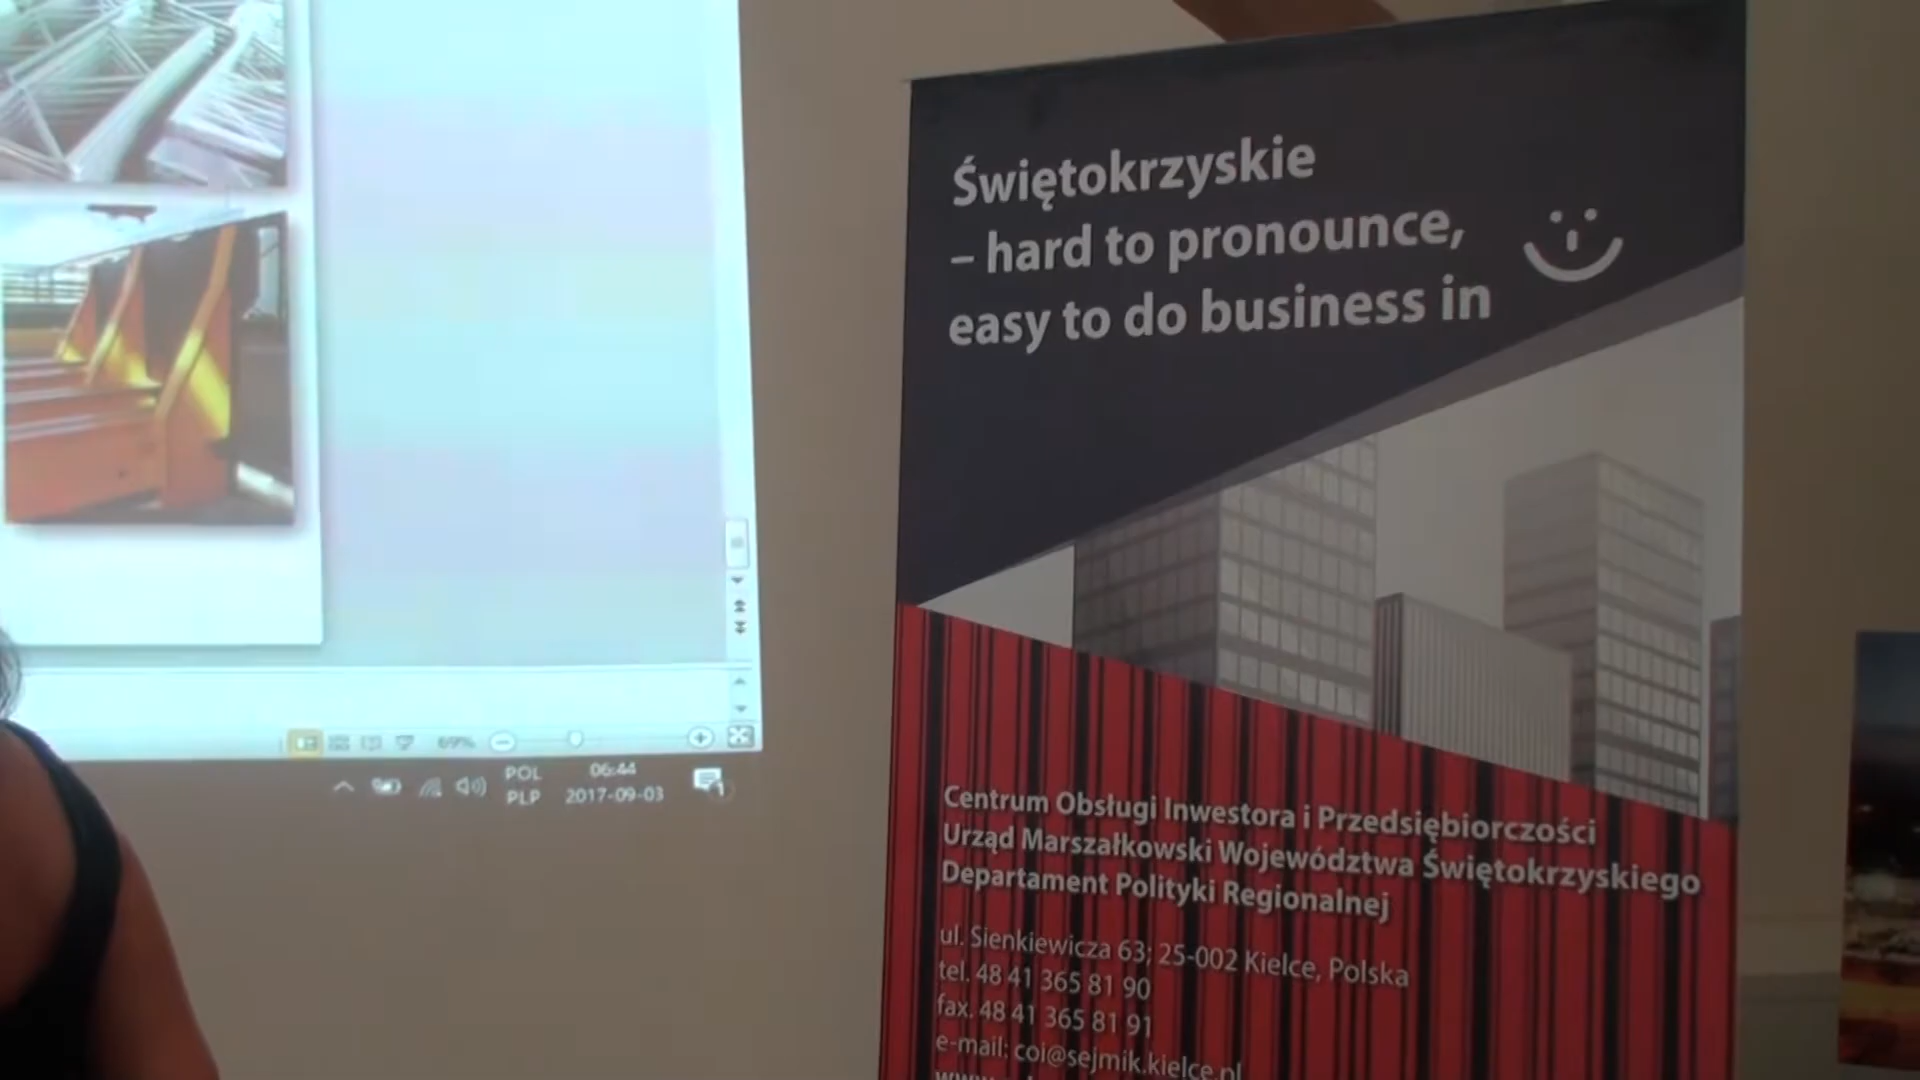 Świętokrzyskie
– hard to pronounce,
easy to do business in
69%
POL
PLP
06:44
2017-09-03
Centrum Obsługi Inwestora i Przedsiębiorczości
Urząd Marszałkowski Województwa Świętokrzyskiego
Departament Polityki Regionalnej
ul. Sienkiewicza 63; 25-002 Kielce, Polska
tel. 48 41 365 81 90
fax. 48 41 365 81 91
e-mail: coi@sejmik.kielce.pl